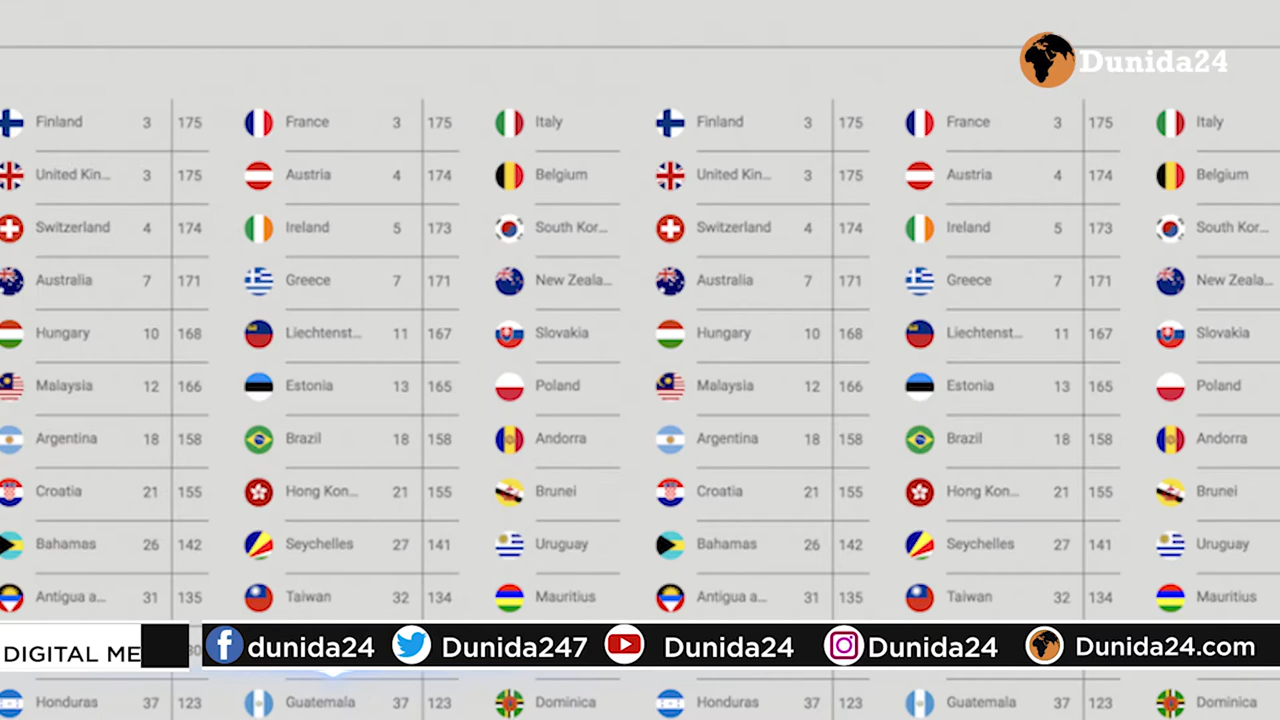 Dunida24
Finland 3 175 France 3 175 Italy Finland 3 175 France 3 175 Italy
United Kin... 3 175 Austria 4 174 Belgium United Kin... 3 175 Austria 4 174 Belgium
Switzerland 4 174 Ireland 5 173 South Kor... Switzerland 4 174 Ireland 5 173 South Kor...
Australia 7 171 Greece 7 171 New Zeala... Australia 7 171 Greece 7 171 New Zeala...
Hungary 10 168 Liechtenst... 11 167 Slovakia Hungary 10 168 Liechtenst... 11 167 Slovakia
Malaysia 12 166 Estonia 13 165 Poland Malaysia 12 166 Estonia 13 165 Poland
Argentina 18 158 Brazil 18 158 Andorra Argentina 18 158 Brazil 18 158 Andorra
Croatia 21 155 Hong Kon... 21 155 Brunei Croatia 21 155 Hong Kon... 21 155 Brunei
Bahamas 26 142 Seychelles 27 141 Uruguay Bahamas 26 142 Seychelles 27 141 Uruguay
Antigua a... 31 135 Taiwan 32 134 Mauritius Antigua a... 31 135 Taiwan 32 134 Mauritius
DIGITAL ME dunida24 Dunida247 Dunida24 Dunida24 Dunida24.com
Honduras 37 123 Guatemala 37 123 Dominica Honduras 37 123 Guatemala 37 123 Dominica